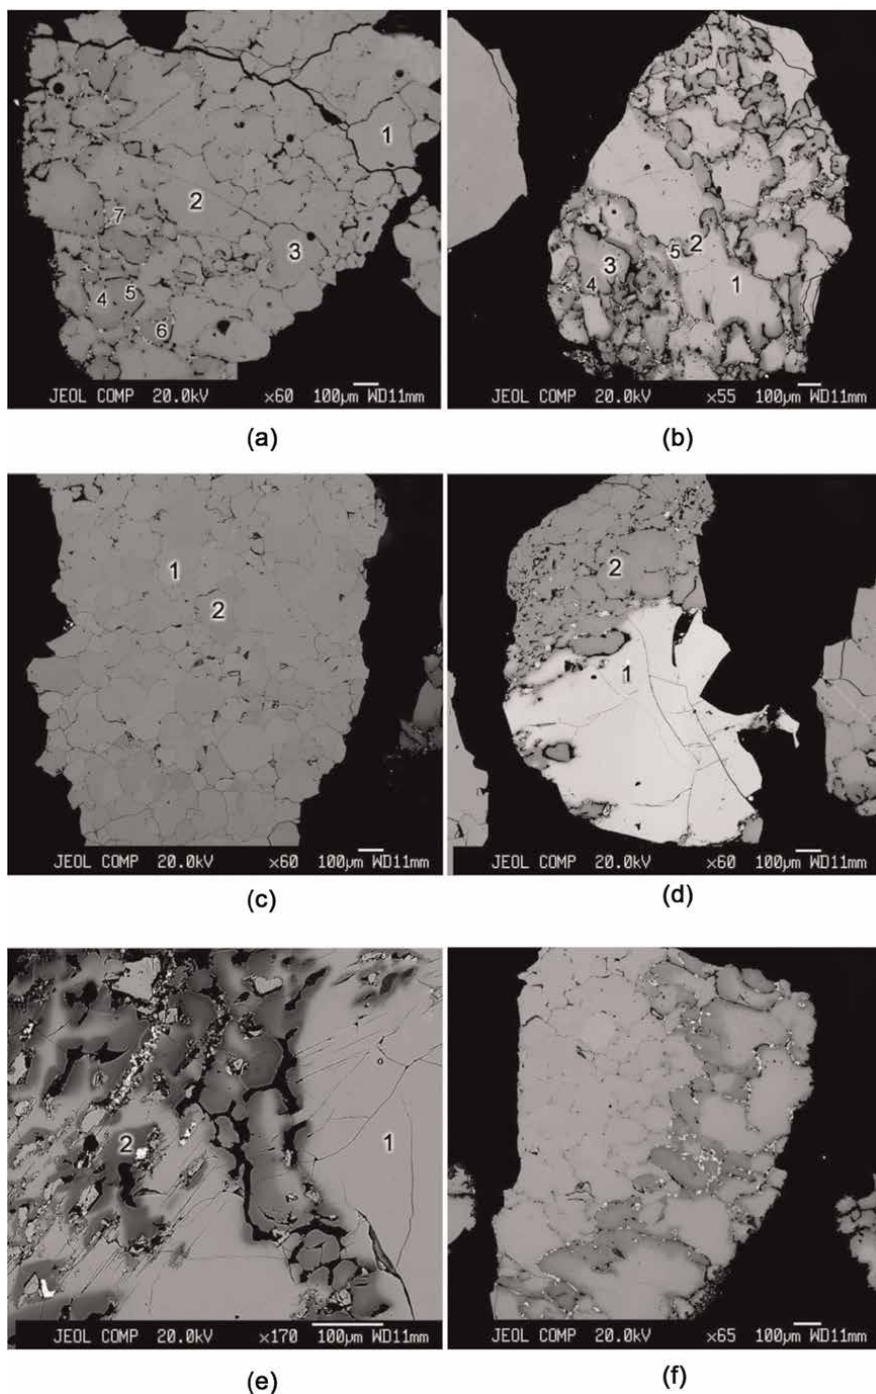 1
2
7
3
4 5
6
JEOL COMP 20.0kV ×60 100μm WD11mm
(a)
5 2
3
4
1
JEOL COMP 20.0kV ×55 100μm WD11mm
(b)
1
2
JEOL COMP 20.0kV ×60 100μm WD11mm
(c)
2
1
JEOL COMP 20.0kV ×60 100μm WD11mm
(d)
2 1
JEOL COMP 20.0kV ×170 100μm WD11mm
(e)
JEOL COMP 20.0kV ×65 100μm WD11mm
(f)